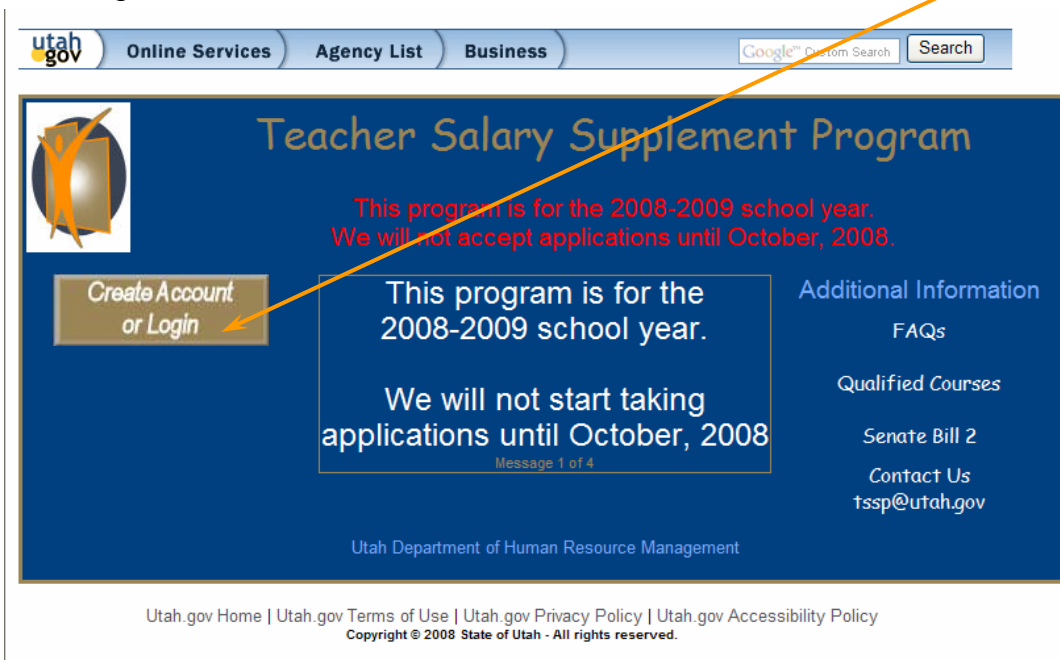 utah gov Online Services Agency List Business Google™ Custom Search Search
Teacher Salary Supplement Program
This program is for the 2008-2009 school year.
We will not accept applications until October, 2008.
Create Account
or Login
This program is for the
2008-2009 school year.
We will not start taking
applications until October, 2008
Message 1 of 4
Additional Information
FAQs
Qualified Courses
Senate Bill 2
Contact Us
tssp@utah.gov
Utah Department of Human Resource Management
Utah.gov Home | Utah.gov Terms of Use | Utah.gov Privacy Policy | Utah.gov Accessibility Policy
Copyright © 2008 State of Utah - All rights reserved.